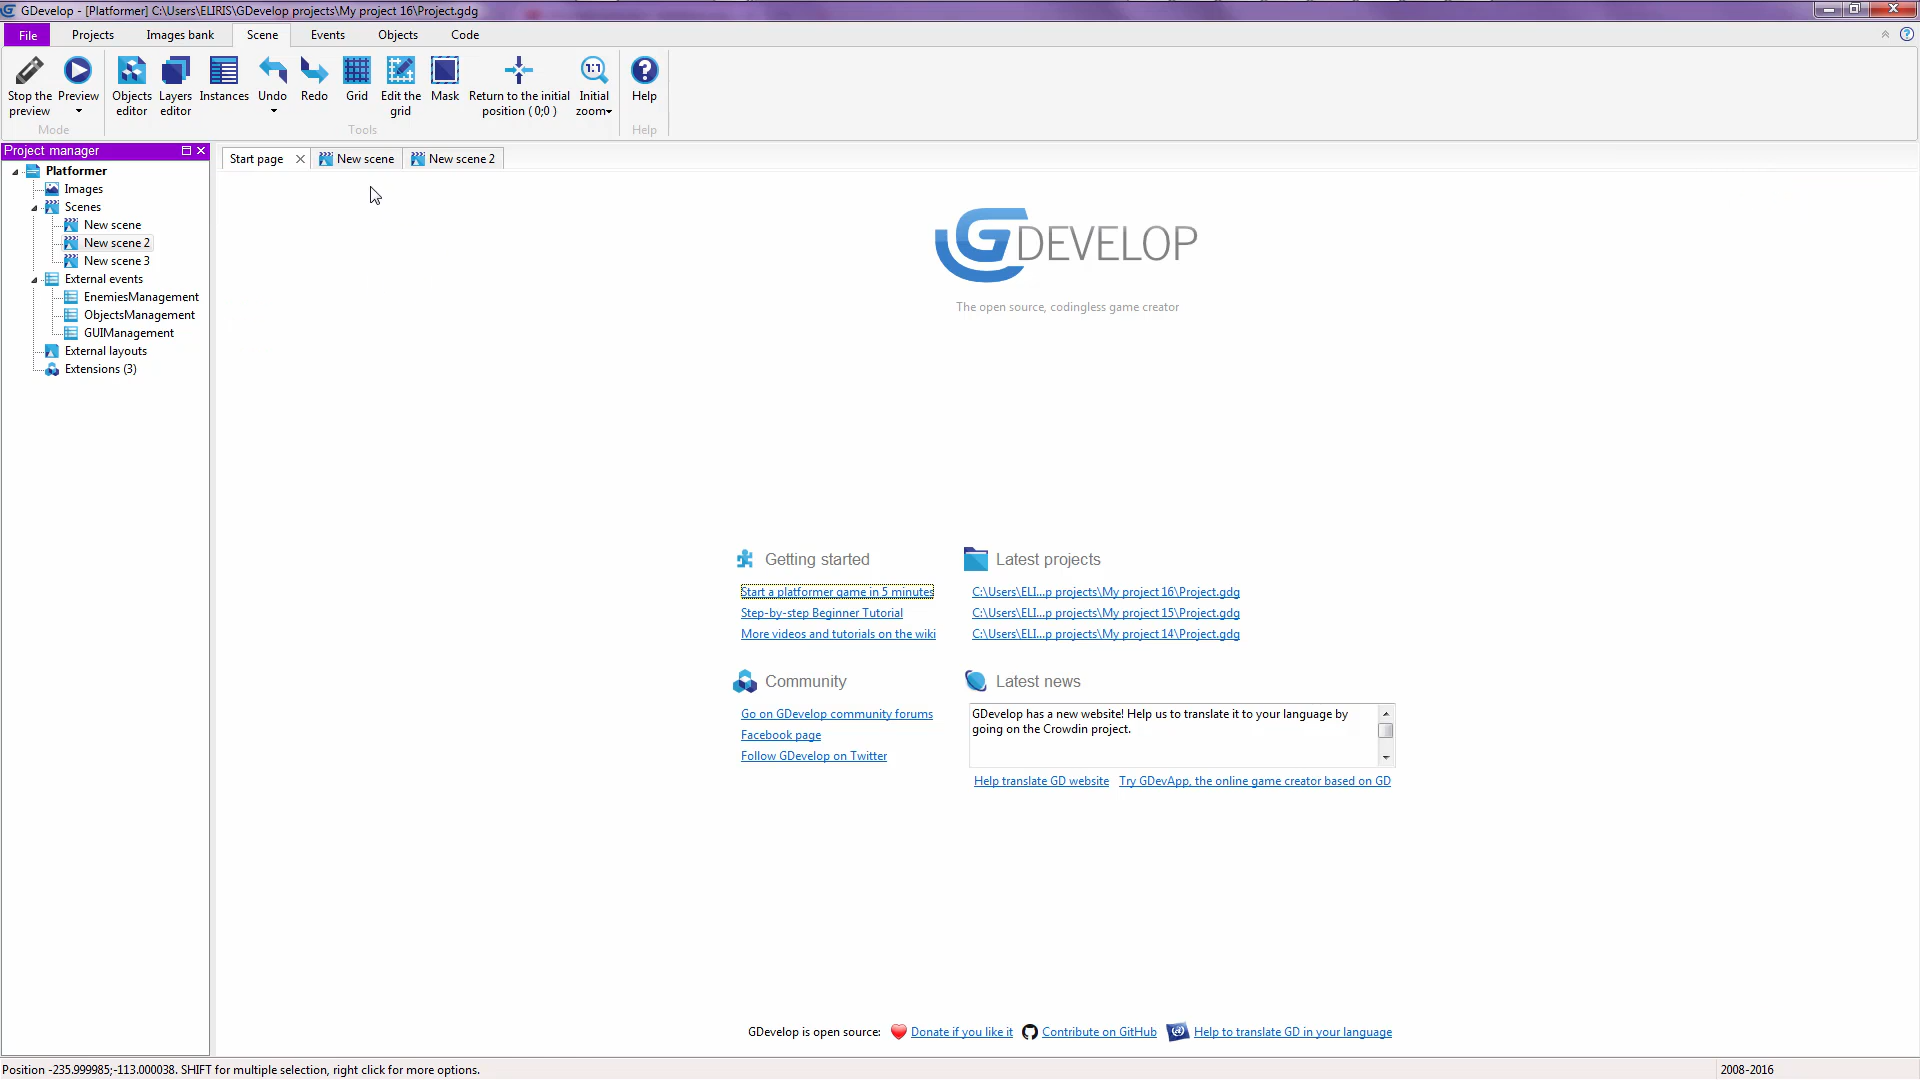 GDevelop - [Platformer] C:\Users\ELIRIS\GDevelop projects\My project 16\Project.gdg
File Projects Images bank Scene Events Objects Code
Stop the preview
Preview
Objects editor
Layers editor
Instances
Undo
Redo
Grid
Edit the grid
Mask
Return to the initial position ( 0;0 )
1:1
Initial zoom
Help
Mode Tools Help
Project manager
Start page New scene New scene 2
Platformer
Images
Scenes
New scene
New scene 2
New scene 3
External events
EnemiesManagement
ObjectsManagement
GUIManagement
External layouts
Extensions (3)
GDEVELOP
The open source, codingless game creator
Getting started
Start a platformer game in 5 minutes
Step-by-step Beginner Tutorial
More videos and tutorials on the wiki
Latest projects
C:\Users\ELI...p projects\My project 16\Project.gdg
C:\Users\ELI...p projects\My project 15\Project.gdg
C:\Users\ELI...p projects\My project 14\Project.gdg
Community
Go on GDevelop community forums
Facebook page
Follow GDevelop on Twitter
Latest news
GDevelop has a new website! Help us to translate it to your language by
going on the Crowdin project.
Help translate GD website Try GDevApp, the online game creator based on GD
GDevelop is open source: Donate if you like it Contribute on GitHub Help to translate GD in your language
Position -235.999985;-113.000038. SHIFT for multiple selection, right click for more options.
2008-2016